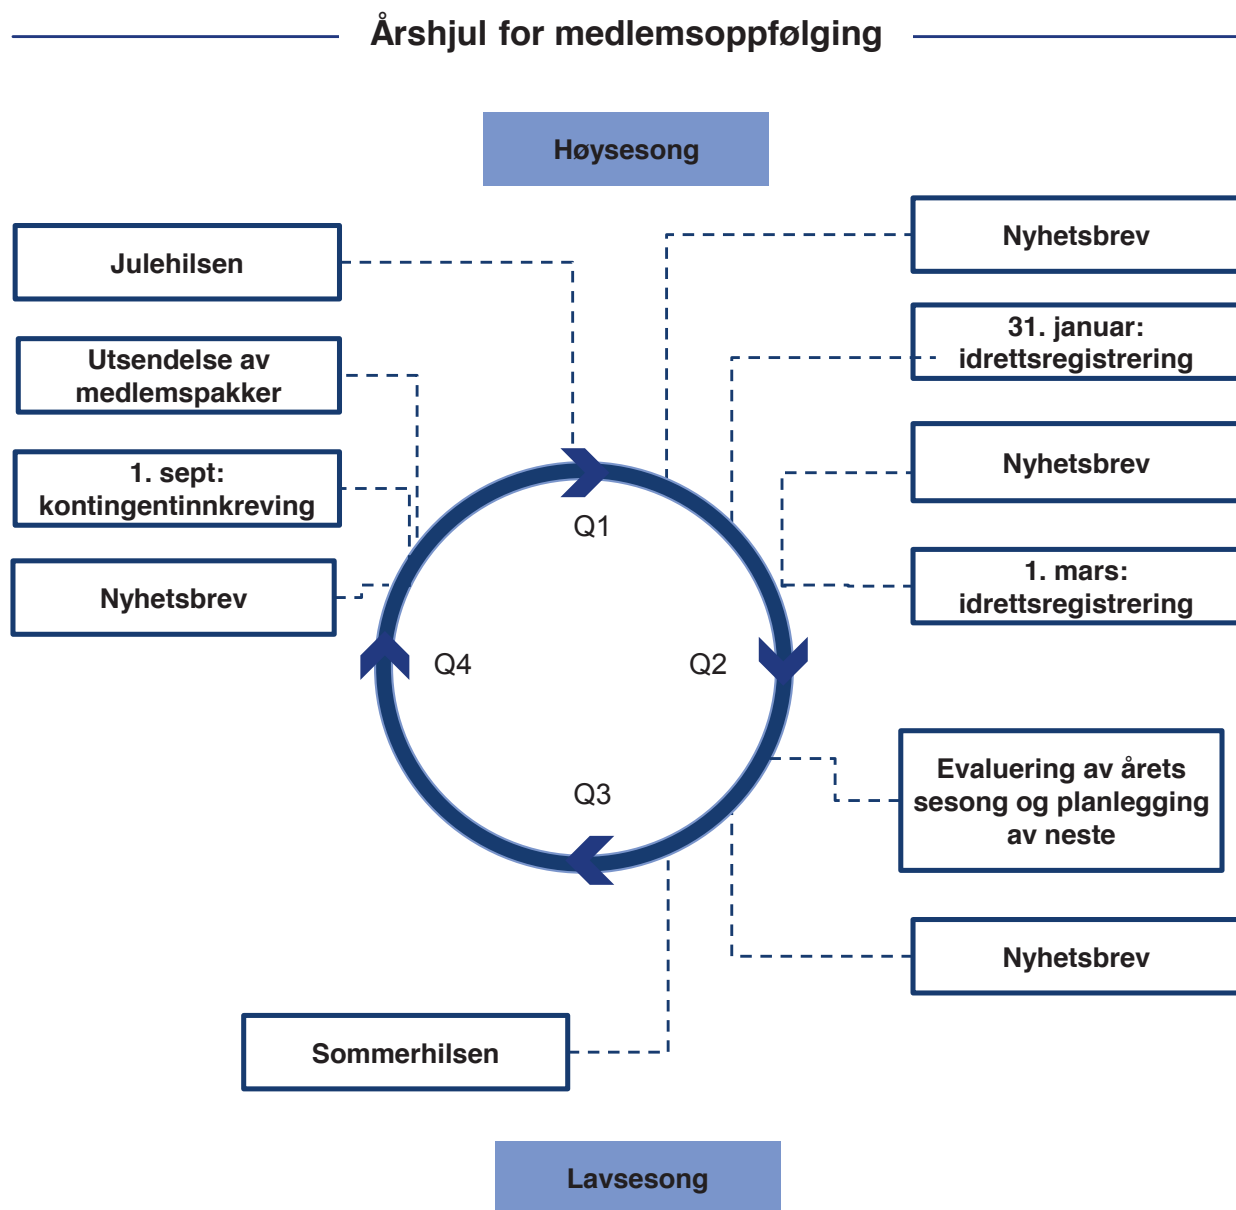 Årshjul for medlemsoppfølging
Høysesong
Julehilsen
Utsendelse av
medlemspakker
1. sept:
kontingentinnkreving
Nyhetsbrev
Nyhetsbrev
31. januar:
idrettsregistrering
Nyhetsbrev
1. mars:
idrettsregistrering
Q1
Q4
Q2
Q3
Evaluering av årets
sesong og planlegging
av neste
Nyhetsbrev
Sommerhilsen
Lavsesong